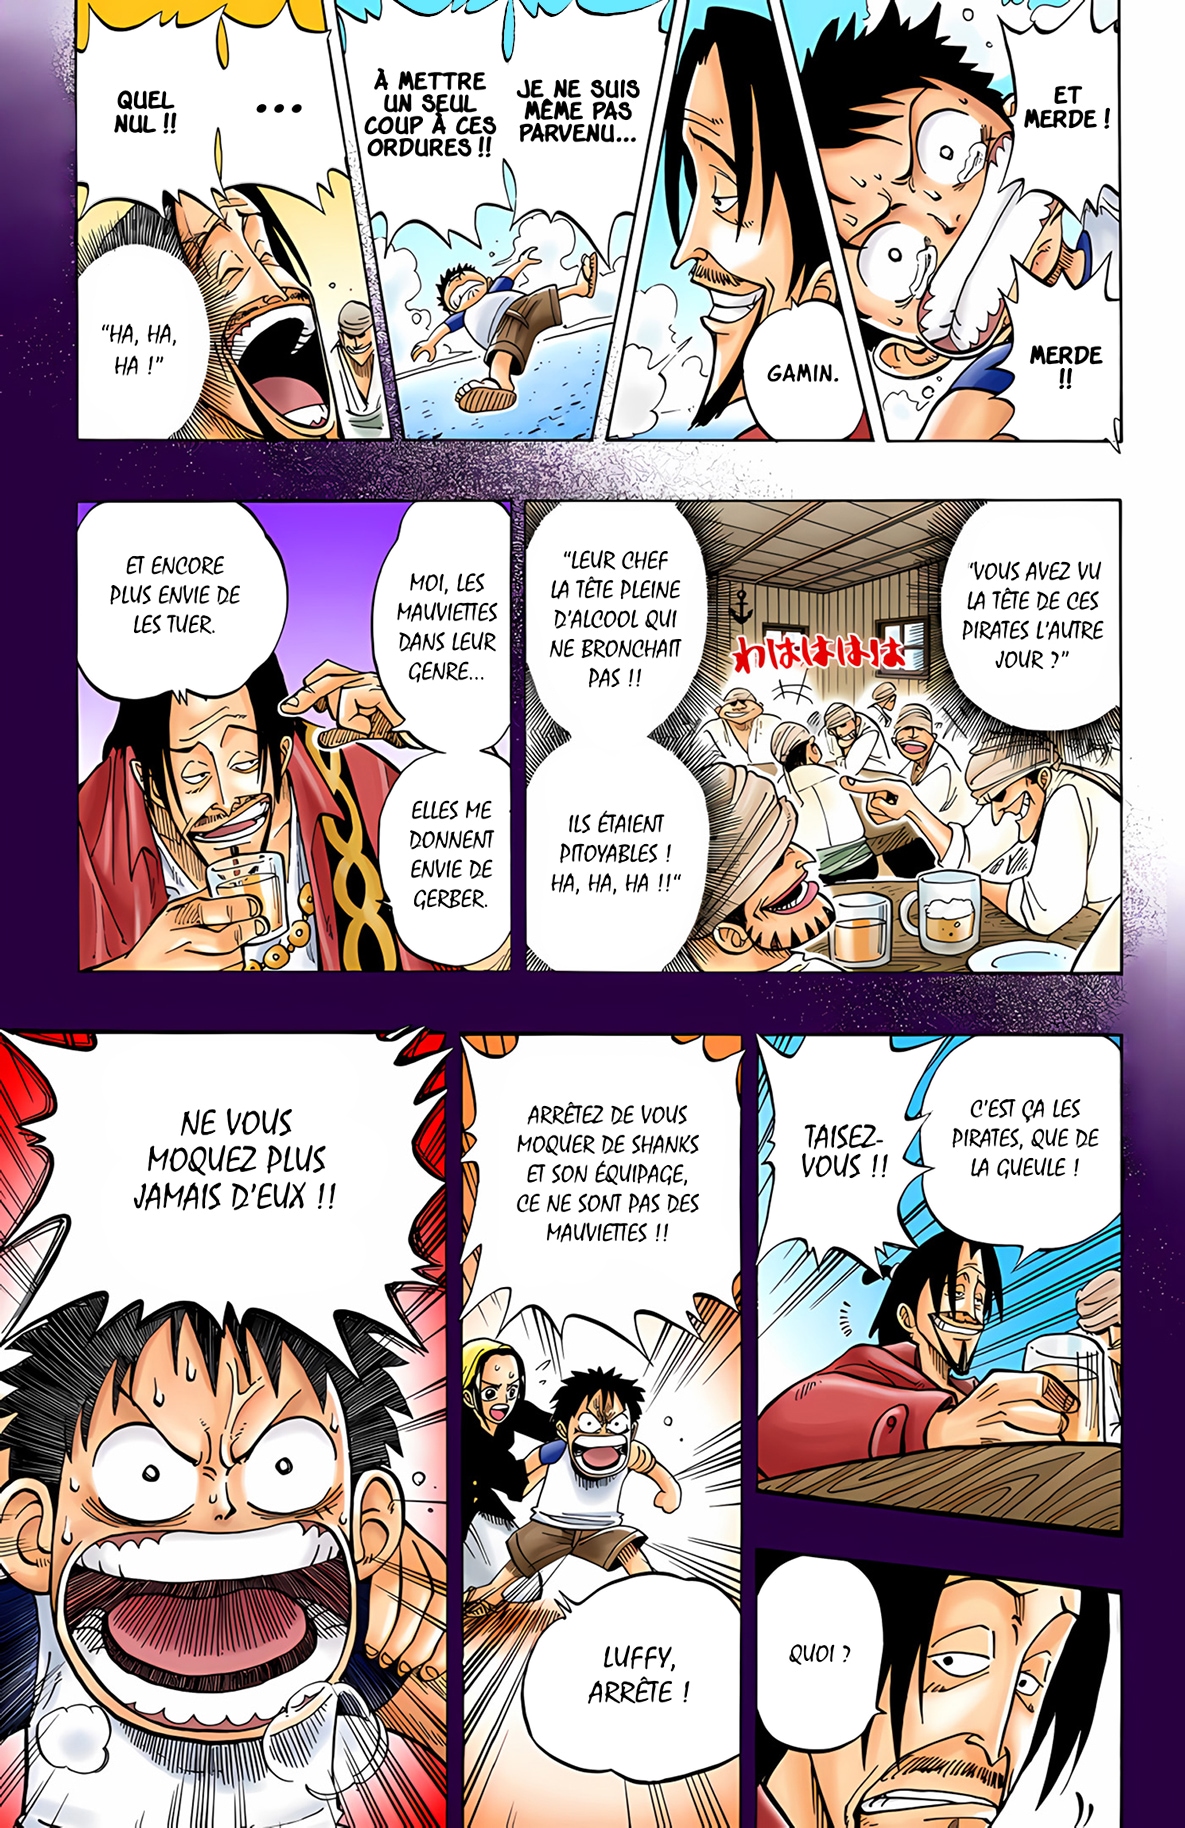 ET
MERDE !
MERDE
!!
GAMIN.
JE NE SUIS
MÊME PAS
PARVENU...
À METTRE
UN SEUL
COUP À CES
ORDURES !!
...
QUEL
NUL !!
"HA, HA,
HA !"
"VOUS AVEZ VU
LA TÊTE DE CES
PIRATES L'AUTRE
JOUR ?"
わはははは
"LEUR CHEF
LA TÊTE PLEINE
D'ALCOOL QUI
NE BRONCHAIT
PAS !!
ILS ÉTAIENT
PITOYABLES !
HA, HA, HA !!"
MOI, LES
MAUVIETTES
DANS LEUR
GENRE...
ELLES ME
DONNENT
ENVIE DE
GERBER.
ET ENCORE
PLUS ENVIE DE
LES TUER.
C'EST ÇA LES
PIRATES, QUE DE
LA GUEULE !
TAISEZ-
VOUS !!
QUOI ?
ARRÊTEZ DE VOUS
MOQUER DE SHANKS
ET SON ÉQUIPAGE,
CE NE SONT PAS DES
MAUVIETTES !!
LUFFY,
ARRÊTE !
NE VOUS
MOQUEZ PLUS
JAMAIS D'EUX !!